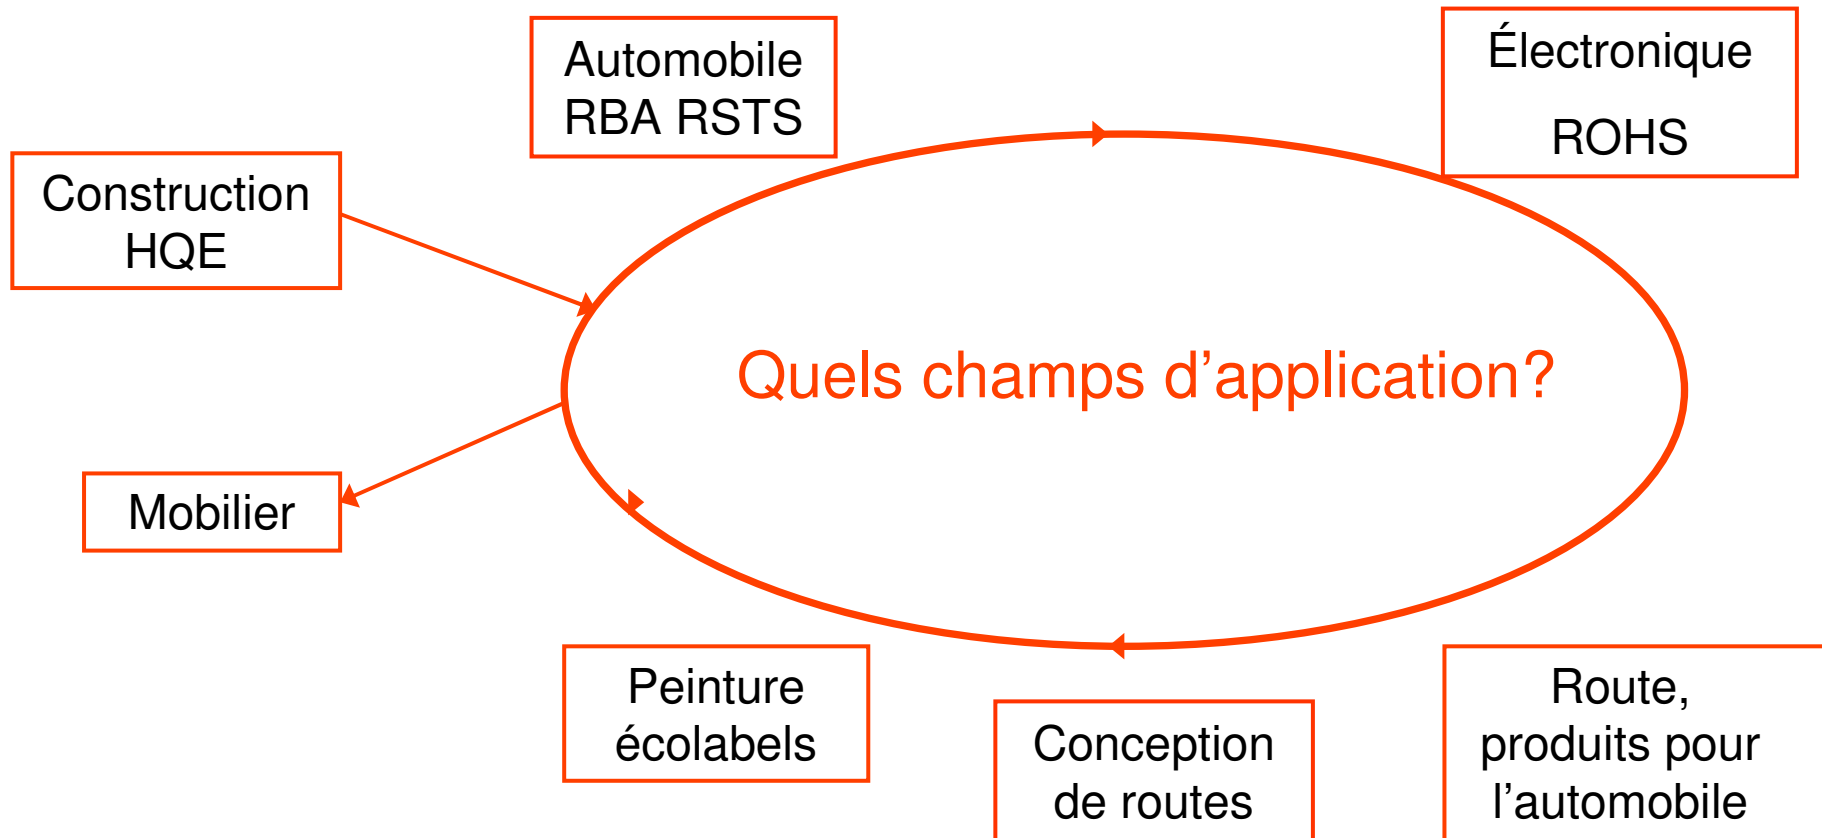 Automobile
RBA RSTS
Électronique
ROHS
Construction
HQE
Quels champs d’application?
Mobilier
Peinture
écolabels
Conception
de routes
Route,
produits pour
l’automobile